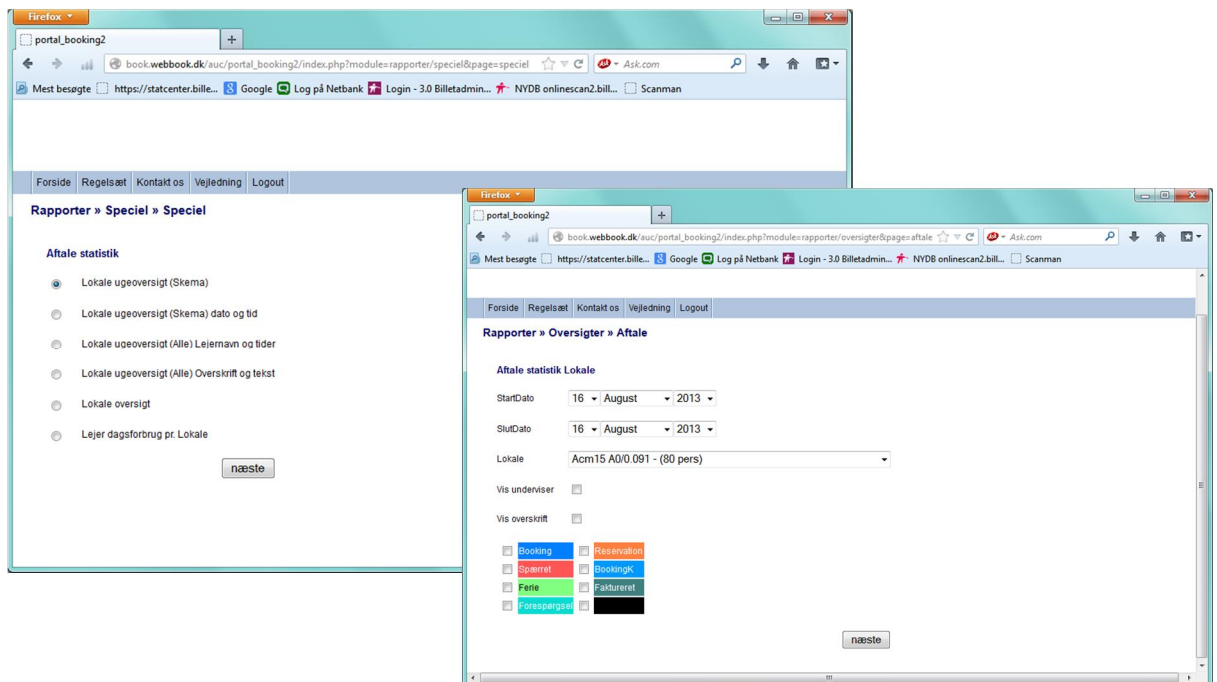 Firefox
portal_booking2
book.webbook.dk/auc/portal_booking2/index.php?module=rapporter/speciel&page=speciel
Ask.com
Mest besøgte https://statcenter.bille... Google Log på Netbank Login - 3.0 Billetadmin... NYDB onlinescan2.bill... Scanman
Forside Regelsæt Kontakt os Vejledning Logout
Rapporter » Speciel » Speciel
Aftale statistik
Lokale ugeoversigt (Skema)
Lokale ugeoversigt (Skema) dato og tid
Lokale ugeoversigt (Alle) Lejernavn og tider
Lokale ugeoversigt (Alle) Overskrift og tekst
Lokale oversigt
Lejer dagsforbrug pr. Lokale
næste
Firefox
portal_booking2
book.webbook.dk/auc/portal_booking2/index.php?module=rapporter/oversigter&page=aftale
Ask.com
Mest besøgte https://statcenter.bille... Google Log på Netbank Login - 3.0 Billetadmin... NYDB onlinescan2.bill... Scanman
Forside Regelsæt Kontakt os Vejledning Logout
Rapporter » Oversigter » Aftale
Aftale statistik Lokale
StartDato 16 August 2013
SlutDato 16 August 2013
Lokale Acm15 A0/0.091 - (80 pers)
Vis underviser
Vis overskrift
Booking Reservation
Spærret BookingK
Ferie Faktureret
Forespørgsel
næste